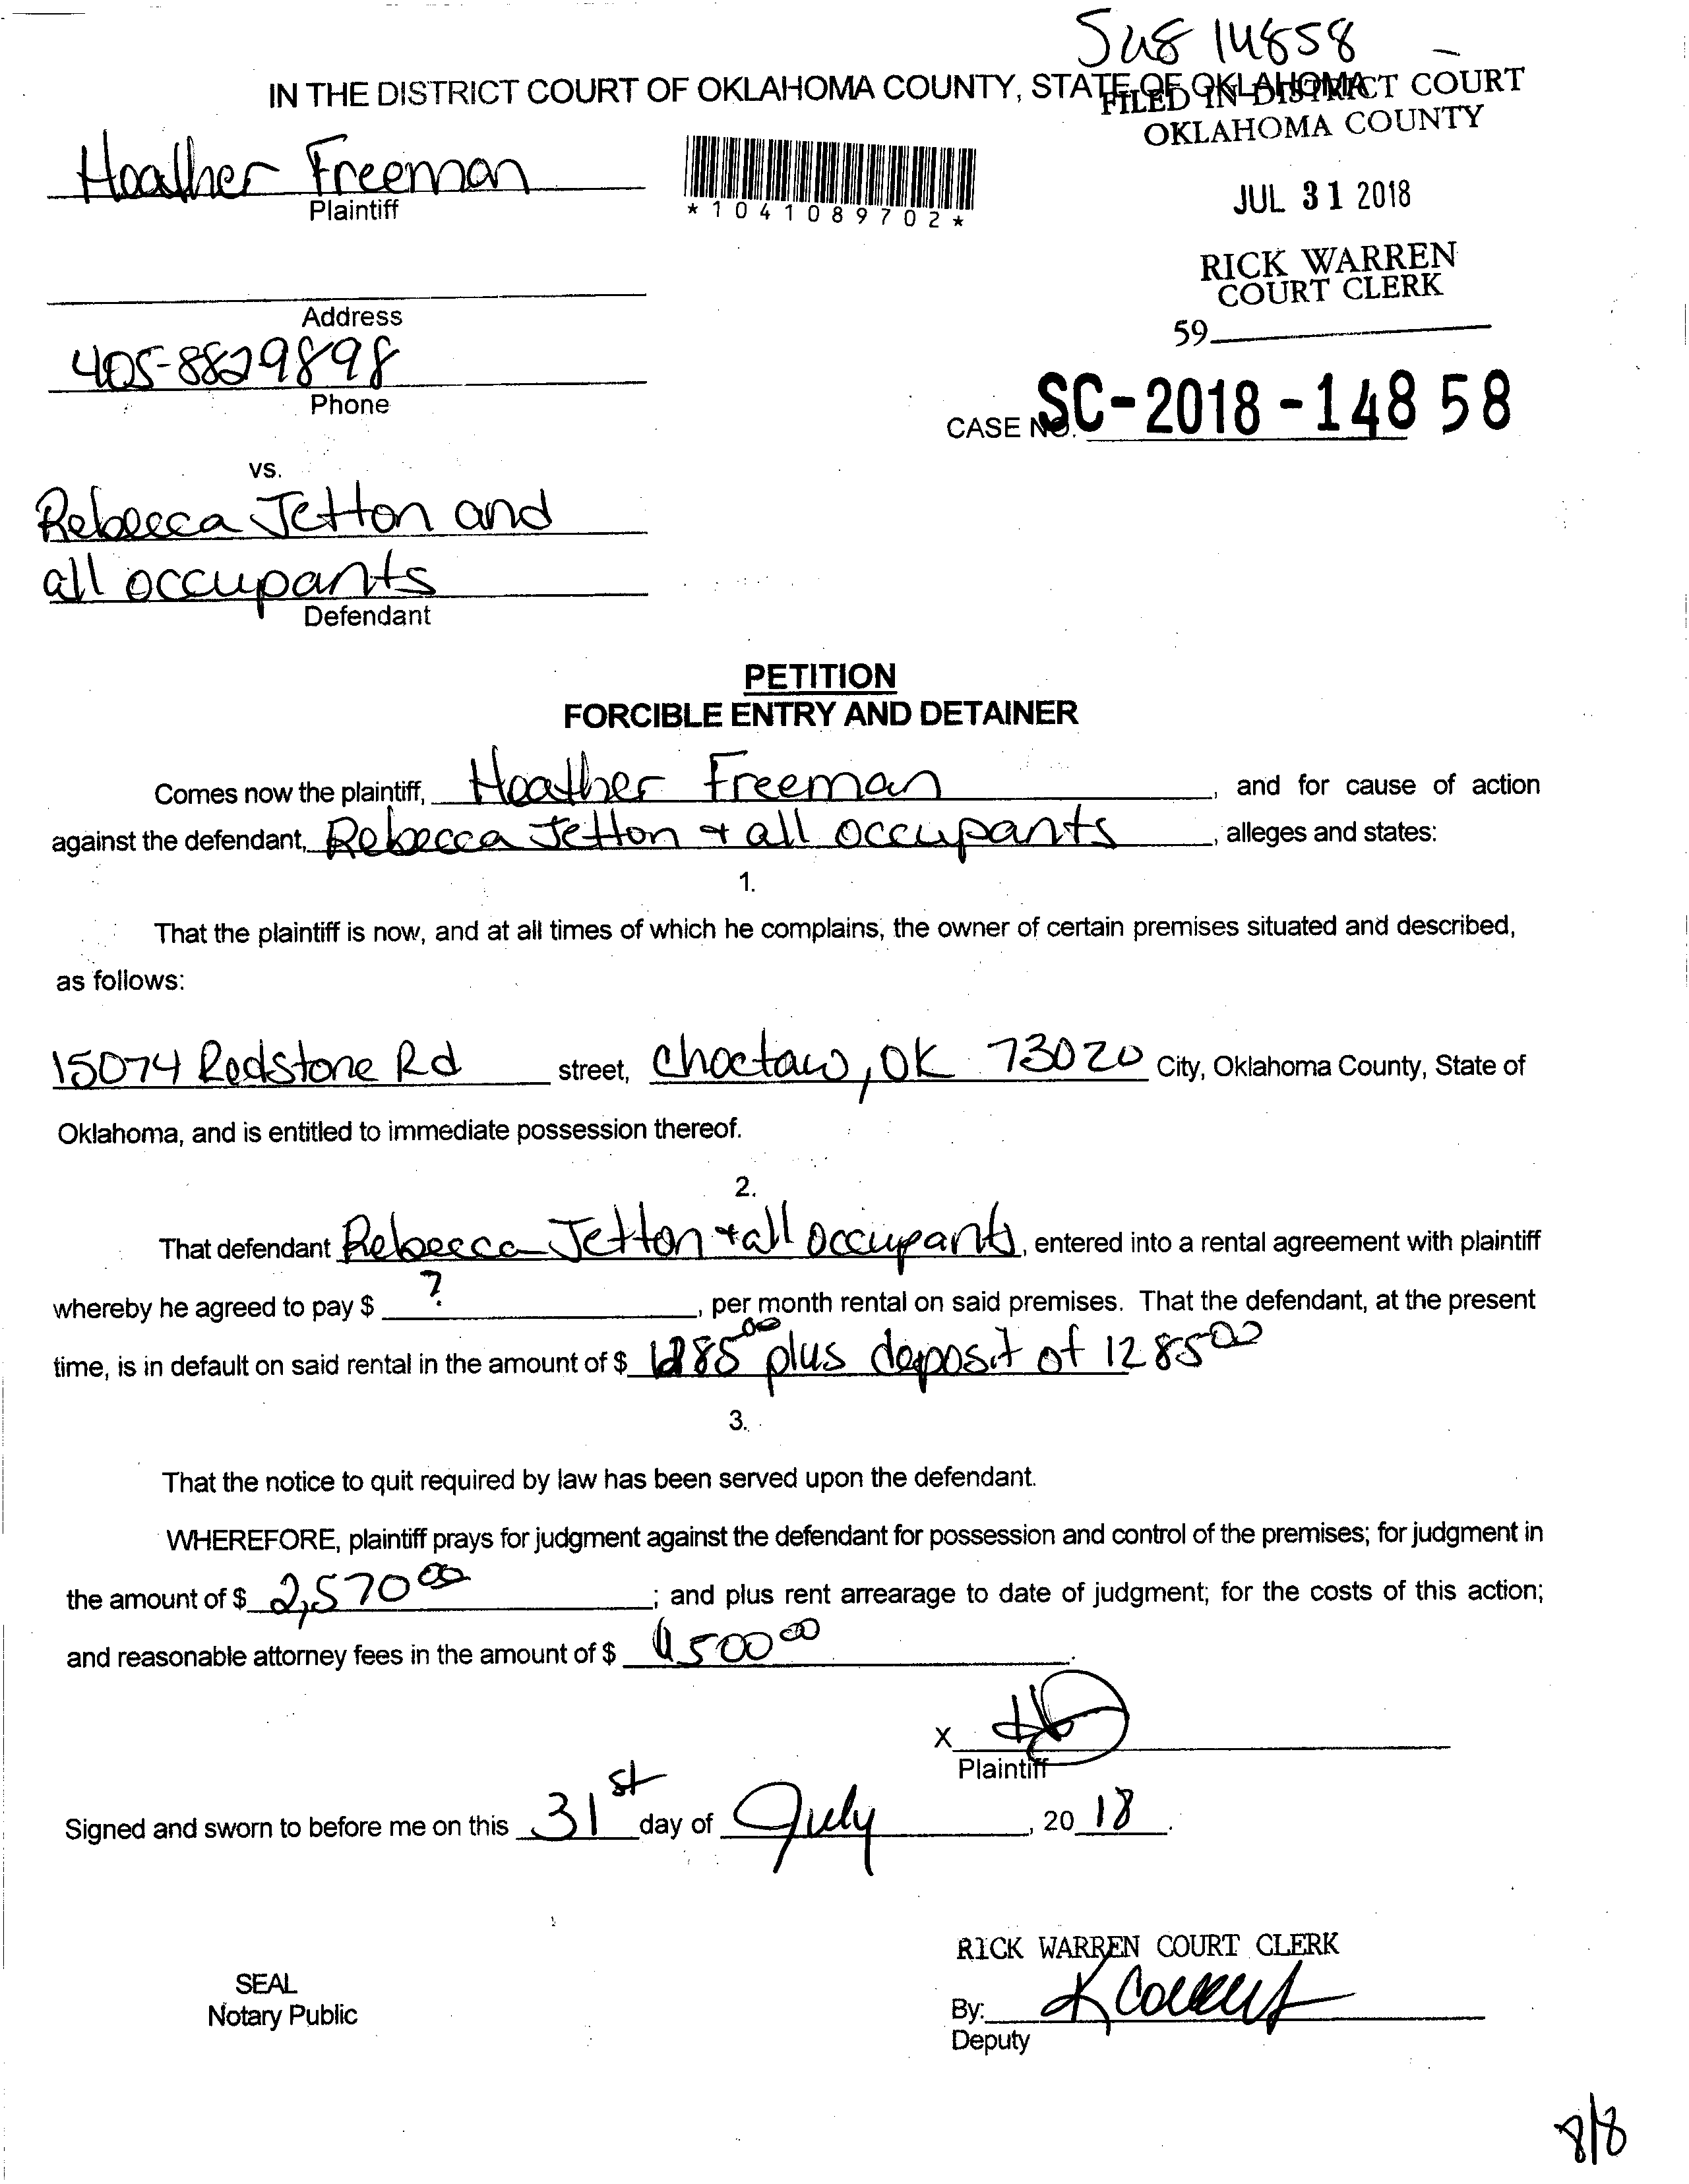 SUS 14858
IN THE DISTRICT COURT OF OKLAHOMA COUNTY, STATE OF OKLAHOMA
FILED IN DISTRICT COURT
OKLAHOMA COUNTY
Heather Freeman
Plaintiff
*1041089702*
JUL 31 2018
RICK WARREN
COURT CLERK
59
Address
405-8829898
Phone
CASE NO. SC-2018-14858
vs.
Rebecca Jetton and
all occupants
Defendant
PETITION
FORCIBLE ENTRY AND DETAINER
Comes now the plaintiff, Heather Freeman, and for cause of action
against the defendant, Rebecca Jetton + all occupants, alleges and states:
1.
That the plaintiff is now, and at all times of which he complains, the owner of certain premises situated and described,
as follows:
15074 Redstone Rd street, Choctaw, OK 73020 City, Oklahoma County, State of
Oklahoma, and is entitled to immediate possession thereof.
2.
That defendant Rebecca Jetton + all occupants, entered into a rental agreement with plaintiff
whereby he agreed to pay $ ?, per month rental on said premises. That the defendant, at the present
time, is in default on said rental in the amount of $ 1285 00 plus deposit of 1285 00
3.
That the notice to quit required by law has been served upon the defendant.
WHEREFORE, plaintiff prays for judgment against the defendant for possession and control of the premises; for judgment in
the amount of $ 2,570 00; and plus rent arrearage to date of judgment; for the costs of this action;
and reasonable attorney fees in the amount of $ 4500 00.
X
Plaintiff
Signed and sworn to before me on this 31st day of July, 20 18.
RICK WARREN COURT CLERK
SEAL
Notary Public
By:
Deputy
8/8